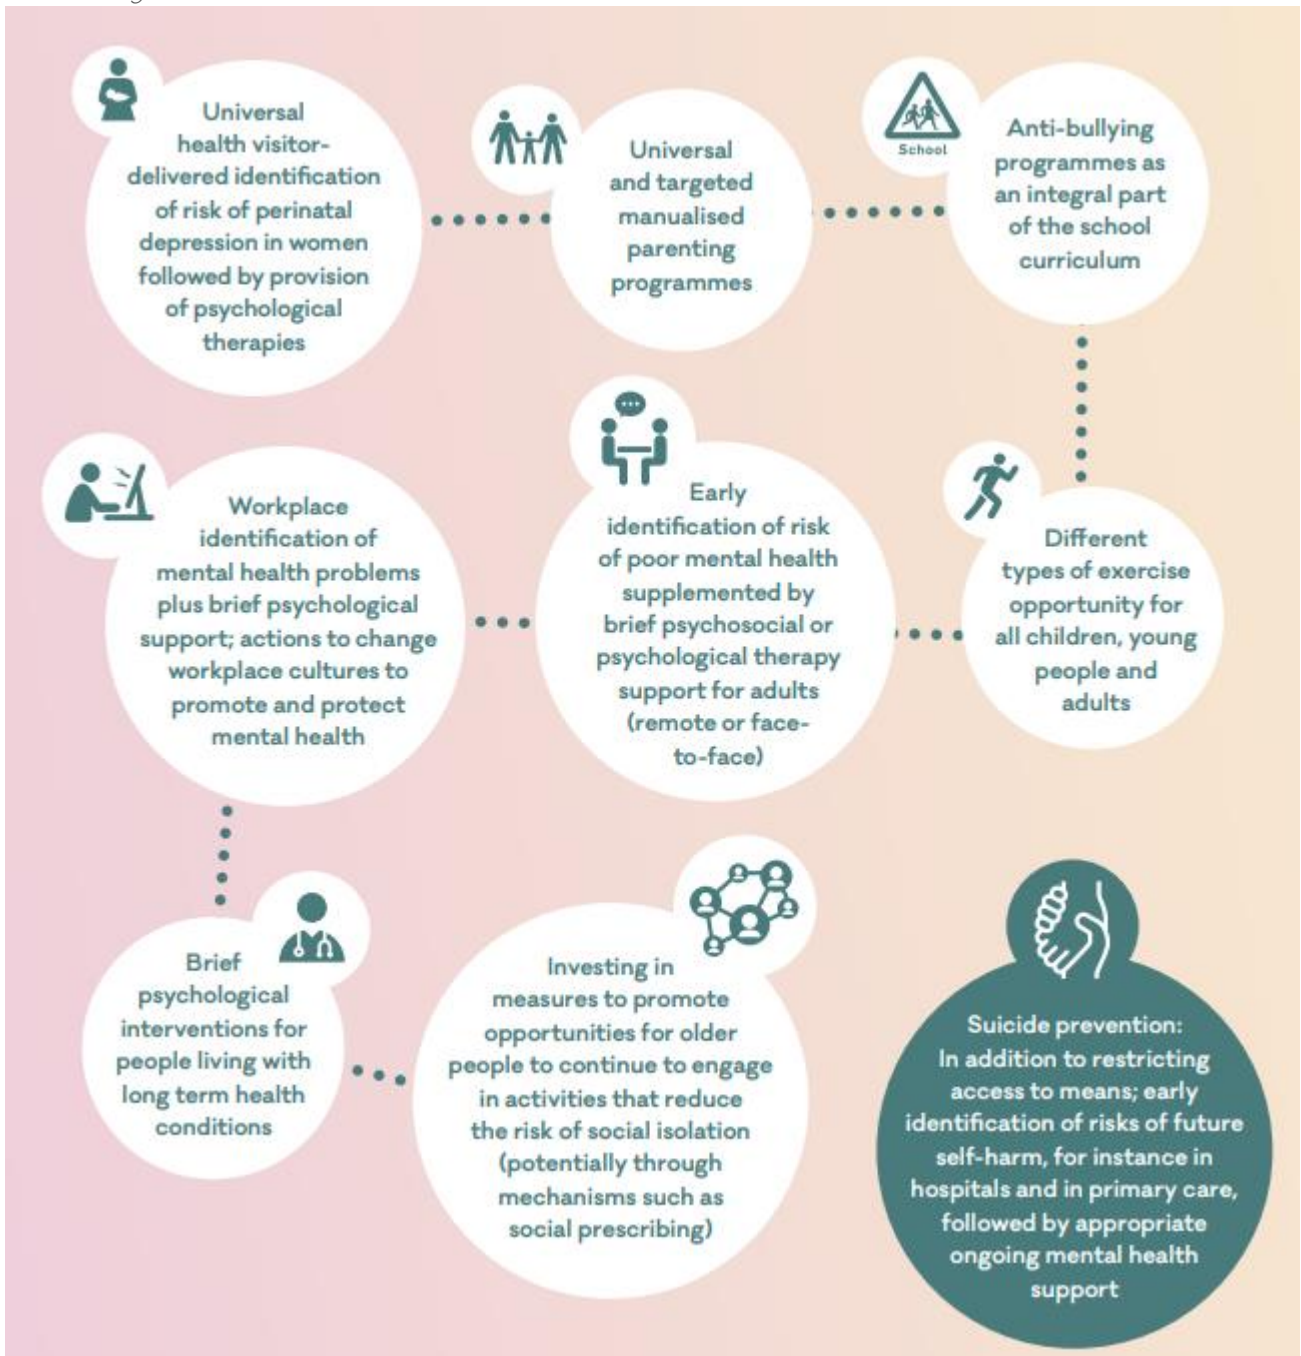 Universal
health visitor-
delivered identification
of risk of perinatal
depression in women
followed by provision
of psychological
therapies
Universal
and targeted
manualised
parenting
programmes
School
Anti-bullying
programmes as
an integral part
of the school
curriculum
Different
types of exercise
opportunity for
all children, young
people and
adults
Early
identification of risk
of poor mental health
supplemented by
brief psychosocial or
psychological therapy
support for adults
(remote or face-
to-face)
Workplace
identification of
mental health problems
plus brief psychological
support; actions to change
workplace cultures to
promote and protect
mental health
Brief
psychological
interventions for
people living with
long term health
conditions
Investing in
measures to promote
opportunities for older
people to continue to engage
in activities that reduce
the risk of social isolation
(potentially through
mechanisms such as
social prescribing)
Suicide prevention:
In addition to restricting
access to means; early
identification of risks of future
self-harm, for instance in
hospitals and in primary care,
followed by appropriate
ongoing mental health
support